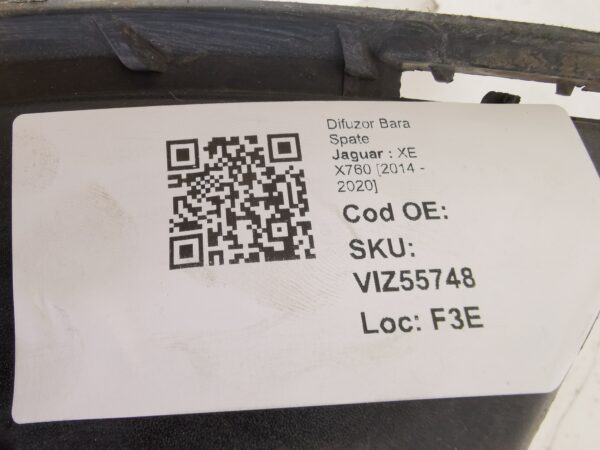 Difuzor Bara
Spate
Jaguar : XE
X760 [2014 -
2020]
Cod OE:
SKU:
VIZ55748
Loc: F3E